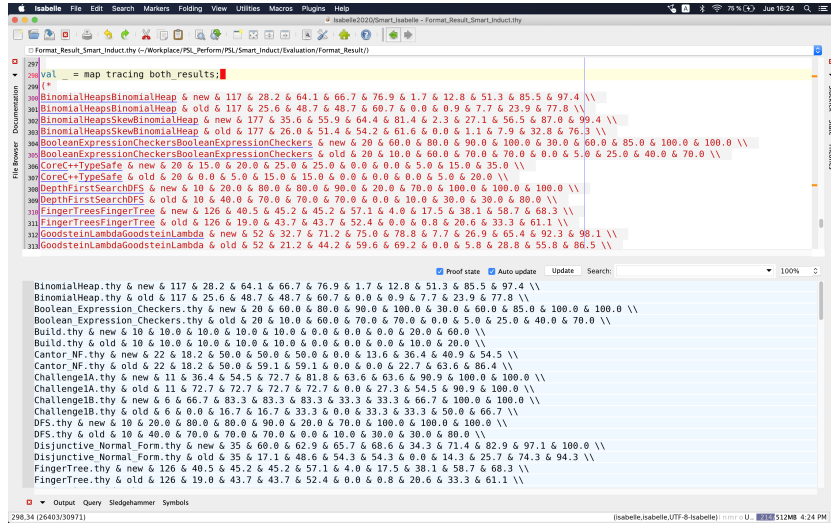 Isabelle File Edit Search Markers Folding View Utilities Macros Plugins Help
75 % Jue 16:24
Isabelle2020/Smart_Isabelle - Format_Result_Smart_Induct.thy
Format_Result_Smart_Induct.thy (~/Workplace/PSL_Perform/PSL/Smart_Induct/Evaluation/Format_Result/)
297
298 val _ = map tracing both_results;
299 (*
300 BinomialHeapsBinomialHeap & new & 117 & 28.2 & 64.1 & 66.7 & 76.9 & 1.7 & 12.8 & 51.3 & 85.5 & 97.4 \\
301 BinomialHeapsBinomialHeap & old & 117 & 25.6 & 48.7 & 48.7 & 60.7 & 0.0 & 0.9 & 7.7 & 23.9 & 77.8 \\
302 BinomialHeapsSkewBinomialHeap & new & 177 & 35.6 & 55.9 & 64.4 & 81.4 & 2.3 & 27.1 & 56.5 & 87.0 & 99.4 \\
303 BinomialHeapsSkewBinomialHeap & old & 177 & 26.0 & 51.4 & 54.2 & 61.6 & 0.0 & 1.1 & 7.9 & 32.8 & 76.3 \\
304 BooleanExpressionCheckersBooleanExpressionCheckers & new & 20 & 60.0 & 80.0 & 90.0 & 100.0 & 30.0 & 60.0 & 85.0 & 100.0 & 100.0 \\
305 BooleanExpressionCheckersBooleanExpressionCheckers & old & 20 & 10.0 & 60.0 & 70.0 & 70.0 & 0.0 & 5.0 & 25.0 & 40.0 & 70.0 \\
306 CoreC++TypeSafe & new & 20 & 15.0 & 20.0 & 25.0 & 25.0 & 0.0 & 0.0 & 5.0 & 15.0 & 35.0 \\
307 CoreC++TypeSafe & old & 20 & 0.0 & 5.0 & 15.0 & 15.0 & 0.0 & 0.0 & 0.0 & 5.0 & 20.0 \\
308 DepthFirstSearchDFS & new & 10 & 20.0 & 80.0 & 80.0 & 90.0 & 20.0 & 70.0 & 100.0 & 100.0 & 100.0 \\
309 DepthFirstSearchDFS & old & 10 & 40.0 & 70.0 & 70.0 & 70.0 & 0.0 & 10.0 & 30.0 & 30.0 & 80.0 \\
310 FingerTreesFingerTree & new & 126 & 40.5 & 45.2 & 45.2 & 57.1 & 4.0 & 17.5 & 38.1 & 58.7 & 68.3 \\
311 FingerTreesFingerTree & old & 126 & 19.0 & 43.7 & 43.7 & 52.4 & 0.0 & 0.8 & 20.6 & 33.3 & 61.1 \\
312 GoodsteinLambdaGoodsteinLambda & new & 52 & 32.7 & 71.2 & 75.0 & 78.8 & 7.7 & 26.9 & 65.4 & 92.3 & 98.1 \\
313 GoodsteinLambdaGoodsteinLambda & old & 52 & 21.2 & 44.2 & 59.6 & 69.2 & 0.0 & 5.8 & 28.8 & 55.8 & 86.5 \\
Documentation
File Browser
Proof state Auto update Update Search: 100%
BinomialHeap.thy & new & 117 & 28.2 & 64.1 & 66.7 & 76.9 & 1.7 & 12.8 & 51.3 & 85.5 & 97.4 \\
BinomialHeap.thy & old & 117 & 25.6 & 48.7 & 48.7 & 60.7 & 0.0 & 0.9 & 7.7 & 23.9 & 77.8 \\
Boolean_Expression_Checkers.thy & new & 20 & 60.0 & 80.0 & 90.0 & 100.0 & 30.0 & 60.0 & 85.0 & 100.0 & 100.0 \\
Boolean_Expression_Checkers.thy & old & 20 & 10.0 & 60.0 & 70.0 & 70.0 & 0.0 & 5.0 & 25.0 & 40.0 & 70.0 \\
Build.thy & new & 10 & 10.0 & 10.0 & 10.0 & 10.0 & 0.0 & 0.0 & 0.0 & 20.0 & 60.0 \\
Build.thy & old & 10 & 10.0 & 10.0 & 10.0 & 10.0 & 0.0 & 0.0 & 0.0 & 10.0 & 20.0 \\
Cantor_NF.thy & new & 22 & 18.2 & 50.0 & 50.0 & 50.0 & 0.0 & 13.6 & 36.4 & 40.9 & 54.5 \\
Cantor_NF.thy & old & 22 & 18.2 & 50.0 & 59.1 & 59.1 & 0.0 & 0.0 & 22.7 & 63.6 & 86.4 \\
Challenge1A.thy & new & 11 & 36.4 & 54.5 & 72.7 & 81.8 & 63.6 & 63.6 & 90.9 & 100.0 & 100.0 \\
Challenge1A.thy & old & 11 & 72.7 & 72.7 & 72.7 & 72.7 & 0.0 & 27.3 & 54.5 & 90.9 & 100.0 \\
Challenge1B.thy & new & 6 & 66.7 & 83.3 & 83.3 & 83.3 & 33.3 & 33.3 & 66.7 & 100.0 & 100.0 \\
Challenge1B.thy & old & 6 & 0.0 & 16.7 & 16.7 & 33.3 & 0.0 & 33.3 & 33.3 & 50.0 & 66.7 \\
DFS.thy & new & 10 & 20.0 & 80.0 & 80.0 & 90.0 & 20.0 & 70.0 & 100.0 & 100.0 & 100.0 \\
DFS.thy & old & 10 & 40.0 & 70.0 & 70.0 & 70.0 & 0.0 & 10.0 & 30.0 & 30.0 & 80.0 \\
Disjunctive_Normal_Form.thy & new & 35 & 60.0 & 62.9 & 65.7 & 68.6 & 34.3 & 71.4 & 82.9 & 97.1 & 100.0 \\
Disjunctive_Normal_Form.thy & old & 35 & 17.1 & 48.6 & 54.3 & 54.3 & 0.0 & 14.3 & 25.7 & 74.3 & 94.3 \\
FingerTree.thy & new & 126 & 40.5 & 45.2 & 45.2 & 57.1 & 4.0 & 17.5 & 38.1 & 58.7 & 68.3 \\
FingerTree.thy & old & 126 & 19.0 & 43.7 & 43.7 & 52.4 & 0.0 & 0.8 & 20.6 & 33.3 & 61.1 \\
Output Query Sledgehammer Symbols
298,34 (26403/30971) (isabelle,isabelle,UTF-8-Isabelle) n m r o U... 214/512MB 4:24 PM